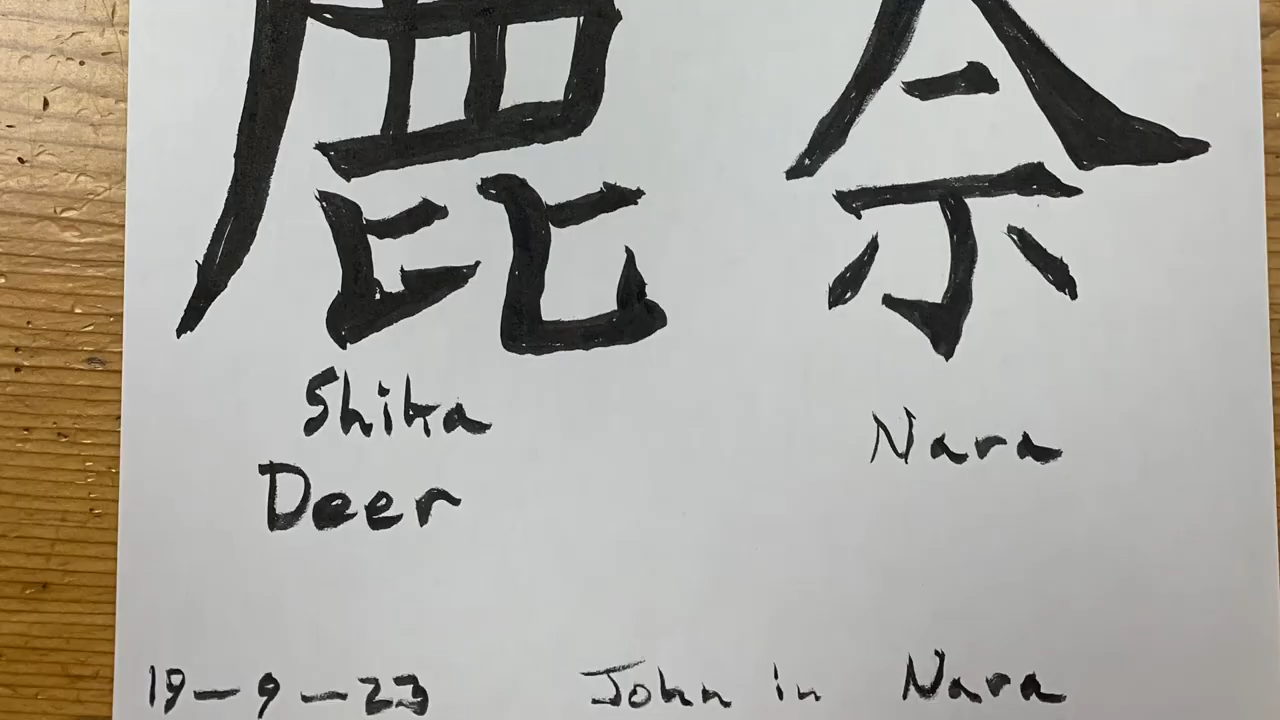 鹿 奈
Shika
Deer
Nara
19-9-23 John in Nara